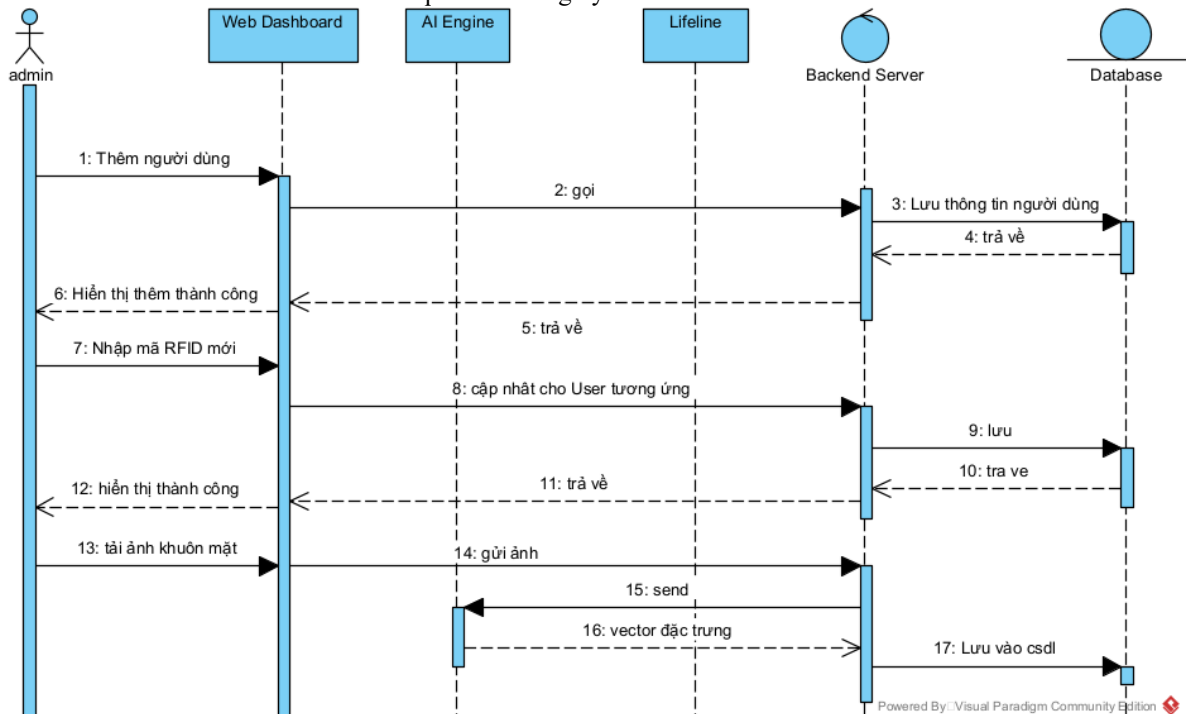 Web Dashboard
AI Engine
Lifeline
admin
Backend Server
Database
1: Thêm người dùng
2: gọi
3: Lưu thông tin người dùng
4: trả về
6: Hiển thị thêm thành công
5: trả về
7: Nhập mã RFID mới
8: cập nhât cho User tương ứng
9: lưu
10: tra ve
11: trả về
12: hiển thị thành công
13: tải ảnh khuôn mặt
14: gửi ảnh
15: send
16: vector đặc trưng
17: Lưu vào csdl
Powered By Visual Paradigm Community Edition